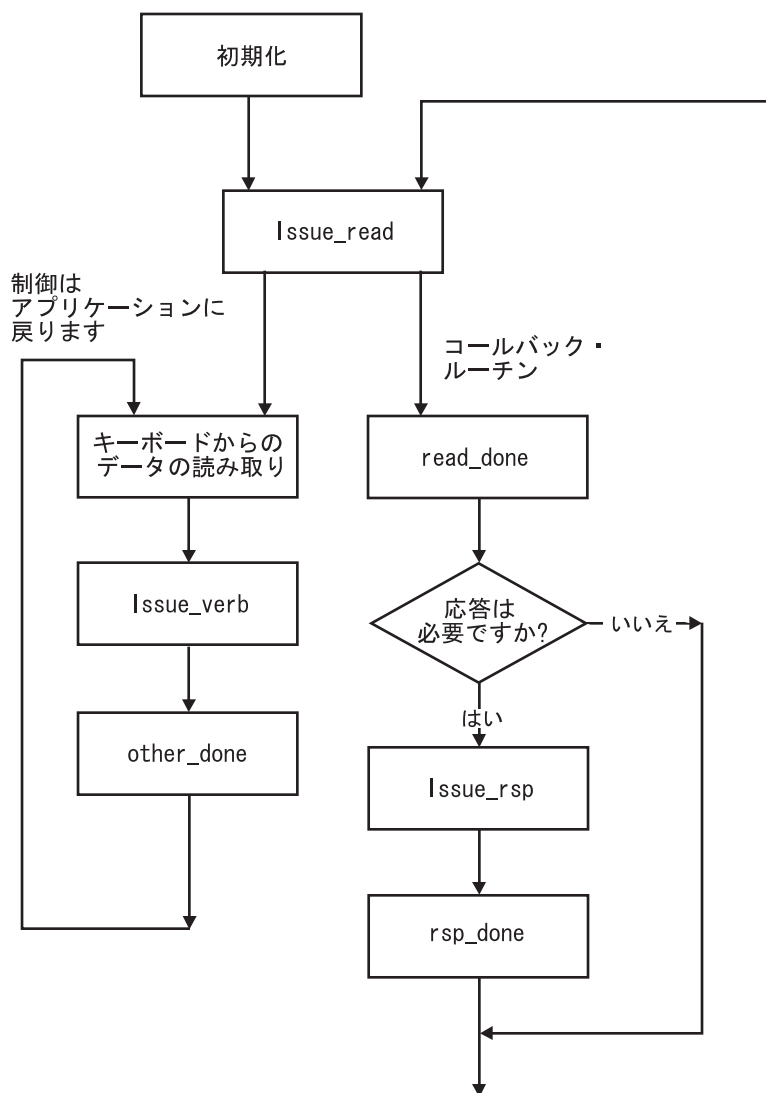 初期化
Issue_read
制御は
アプリケーションに
戻ります
コールバック・
ルーチン
キーボードからの
データの読み取り
read_done
Issue_verb
応答は
必要ですか?
いいえ
はい
other_done
Issue_rsp
rsp_done